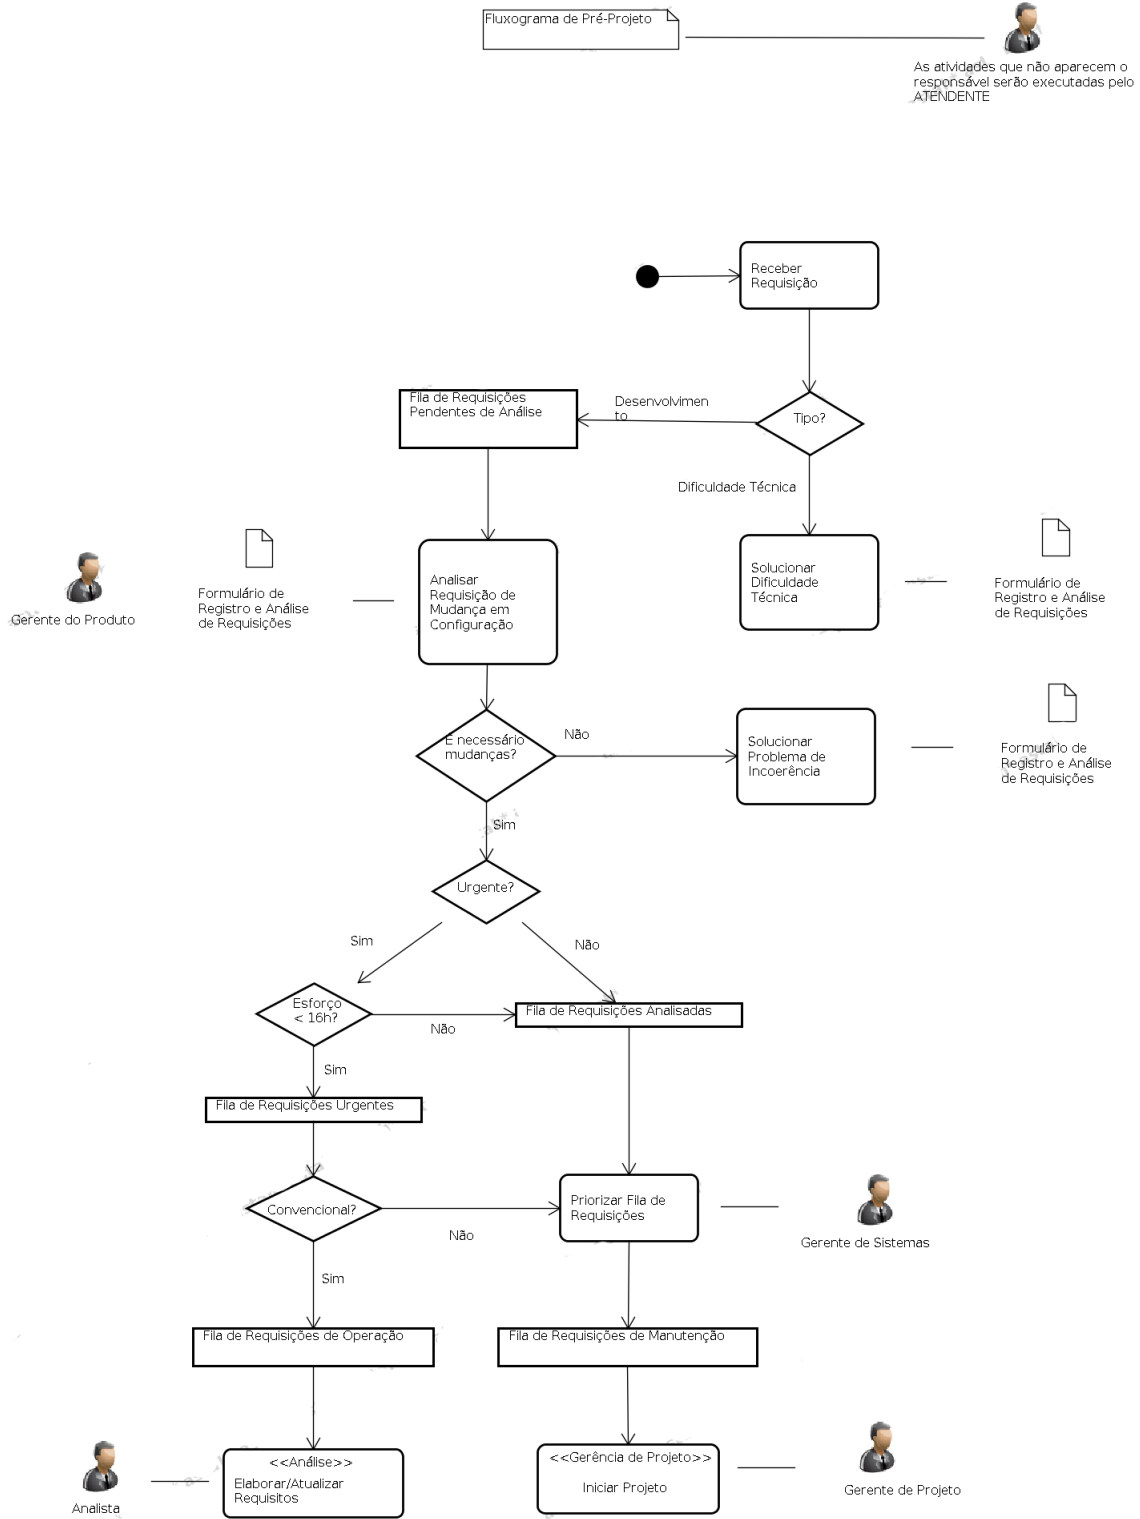 Fluxograma de Pré-Projeto
As atividades que não aparecem o
responsável serão executadas pelo
ATENDENTE
Receber
Requisição
Fila de Requisições
Pendentes de Análise
Desenvolvimen
to
Tipo?
Dificuldade Técnica
Gerente do Produto
Formulário de
Registro e Análise
de Requisições
Analisar
Requisição de
Mudança em
Configuração
Solucionar
Dificuldade
Técnica
Formulário de
Registro e Análise
de Requisições
É necessário
mudanças?
Não
Solucionar
Problema de
Incoerência
Formulário de
Registro e Análise
de Requisições
Sim
Urgente?
Sim
Não
Esforço
< 16h?
Não
Fila de Requisições Analisadas
Sim
Fila de Requisições Urgentes
Convencional?
Não
Priorizar Fila de
Requisições
Gerente de Sistemas
Sim
Fila de Requisições de Operação
Fila de Requisições de Manutenção
Analista
<<Análise>>
Elaborar/Atualizar
Requisitos
<<Gerência de Projeto>>
Iniciar Projeto
Gerente de Projeto